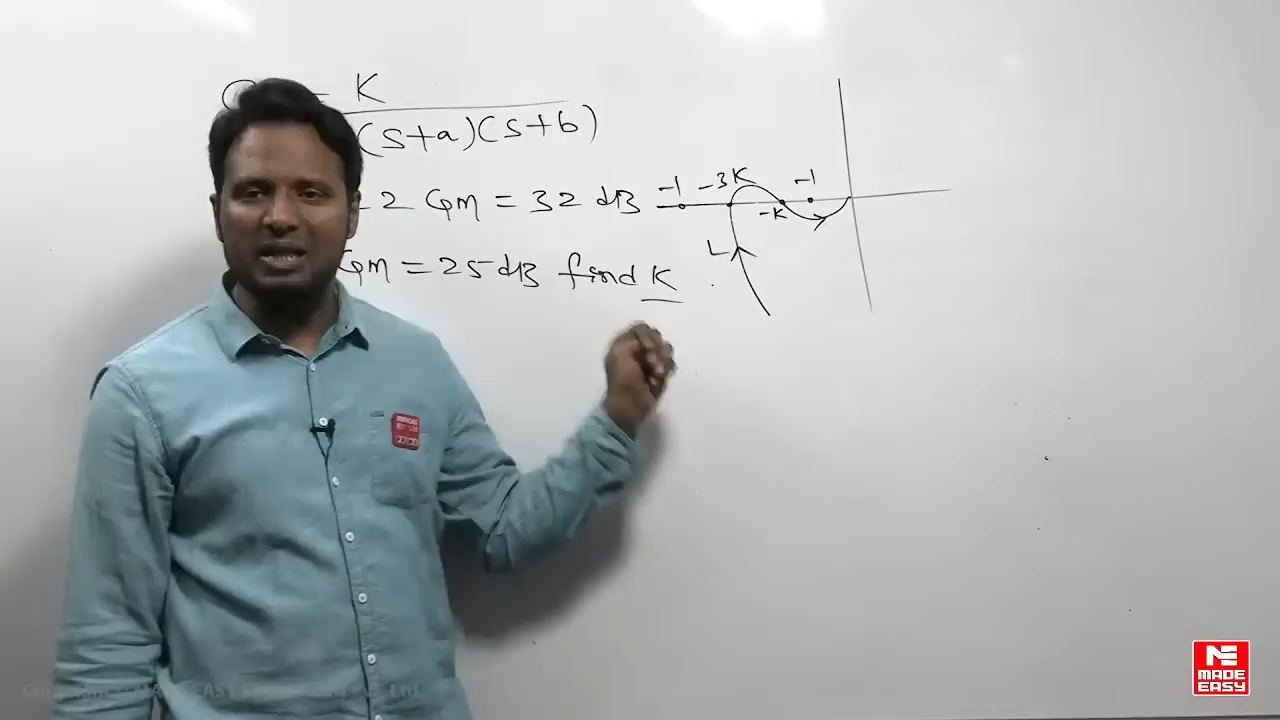 K
(s+a)(s+b)
2 GM = 32 dB
GM = 25 dB find K
-1 -3K -1
-K
L
MADE
EASY